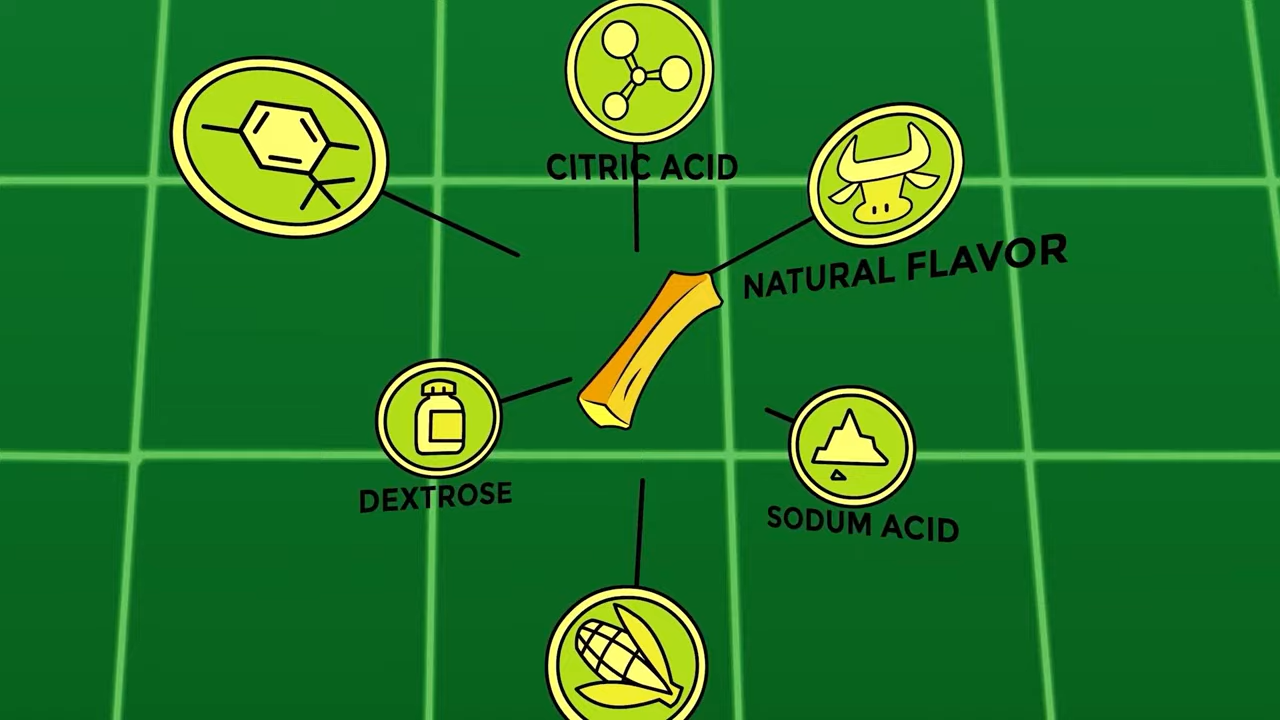 CITRIC ACID
NATURAL FLAVOR
DEXTROSE
SODUM ACID